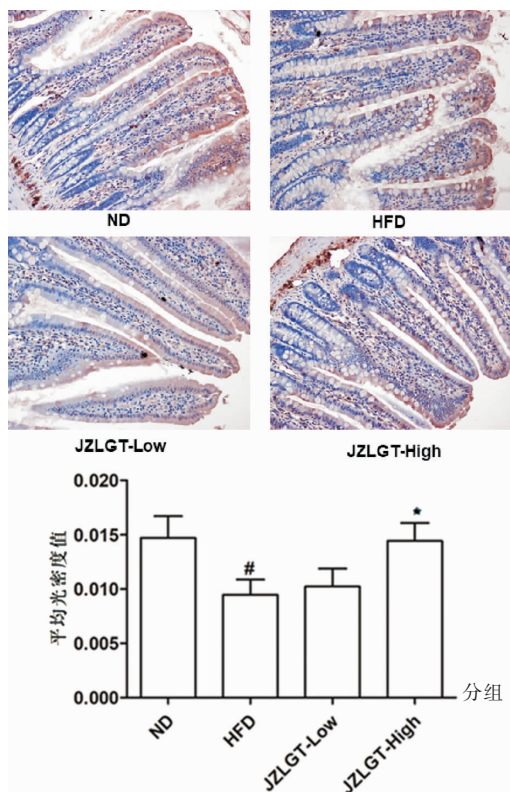 ND HFD
JZLGT-Low JZLGT-High
0.020
*
0.015
#
0.010
0.005
0.000
平均光密度值
分组
ND HFD JZLGT-Low JZLGT-High